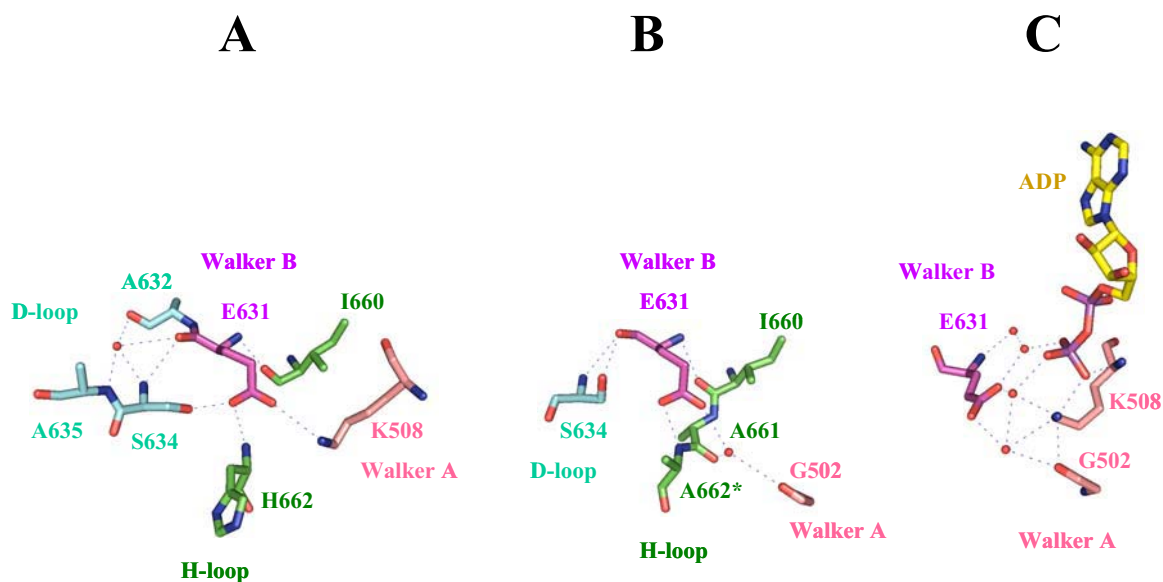 A
B
C
ADP
Walker B
A632
E631
I660
D-loop
A635
S634
K508
Walker A
H662
H-loop
Walker B
E631
I660
S634
A661
D-loop
G502
A662*
Walker A
H-loop
Walker B
E631
K508
G502
Walker A